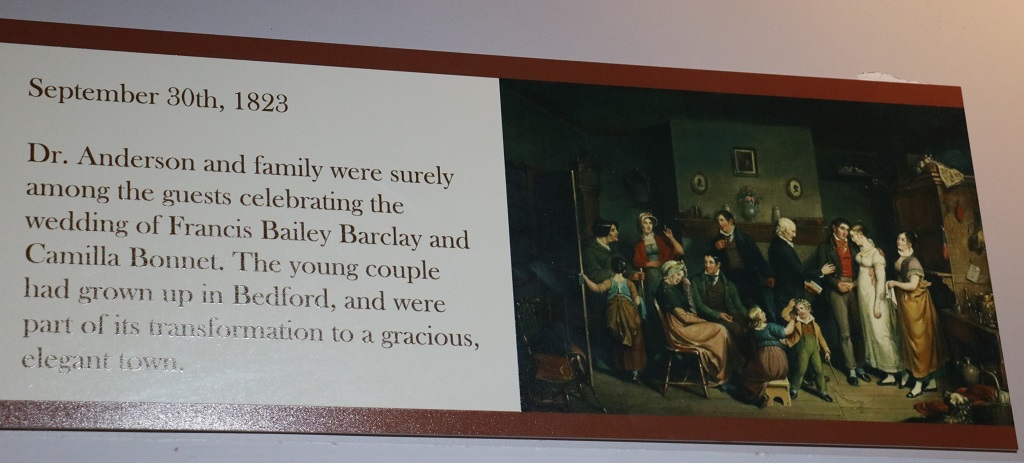 September 30th, 1823
Dr. Anderson and family were surely
among the guests celebrating the
wedding of Francis Bailey Barclay and
Camilla Bonnet. The young couple
had grown up in Bedford, and were
part of its transformation to a gracious,
elegant town.